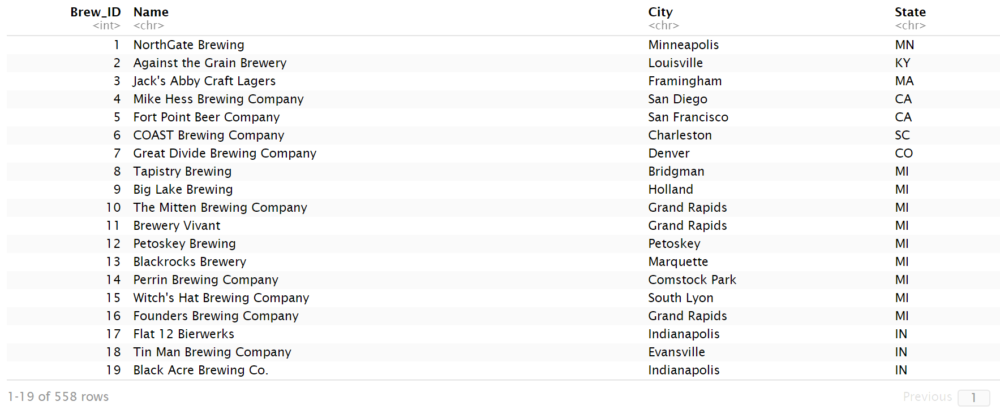 Brew_ID Name City State
<int> <chr> <chr> <chr>
1 NorthGate Brewing Minneapolis MN
2 Against the Grain Brewery Louisville KY
3 Jack's Abby Craft Lagers Framingham MA
4 Mike Hess Brewing Company San Diego CA
5 Fort Point Beer Company San Francisco CA
6 COAST Brewing Company Charleston SC
7 Great Divide Brewing Company Denver CO
8 Tapistry Brewing Bridgman MI
9 Big Lake Brewing Holland MI
10 The Mitten Brewing Company Grand Rapids MI
11 Brewery Vivant Grand Rapids MI
12 Petoskey Brewing Petoskey MI
13 Blackrocks Brewery Marquette MI
14 Perrin Brewing Company Comstock Park MI
15 Witch's Hat Brewing Company South Lyon MI
16 Founders Brewing Company Grand Rapids MI
17 Flat 12 Bierwerks Indianapolis IN
18 Tin Man Brewing Company Evansville IN
19 Black Acre Brewing Co. Indianapolis IN
1-19 of 558 rows Previous 1